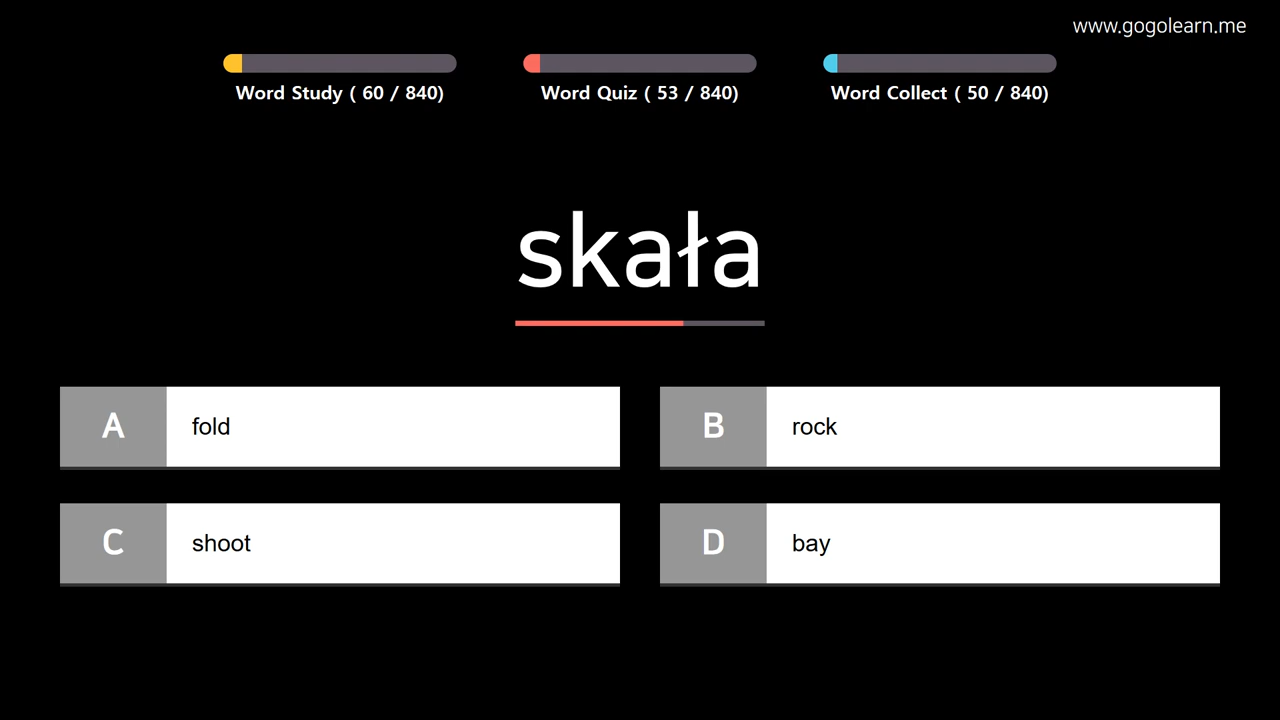 www.gogolearn.me
Word Study ( 60 / 840)
Word Quiz ( 53 / 840)
Word Collect ( 50 / 840)
skała
A fold
B rock
C shoot
D bay